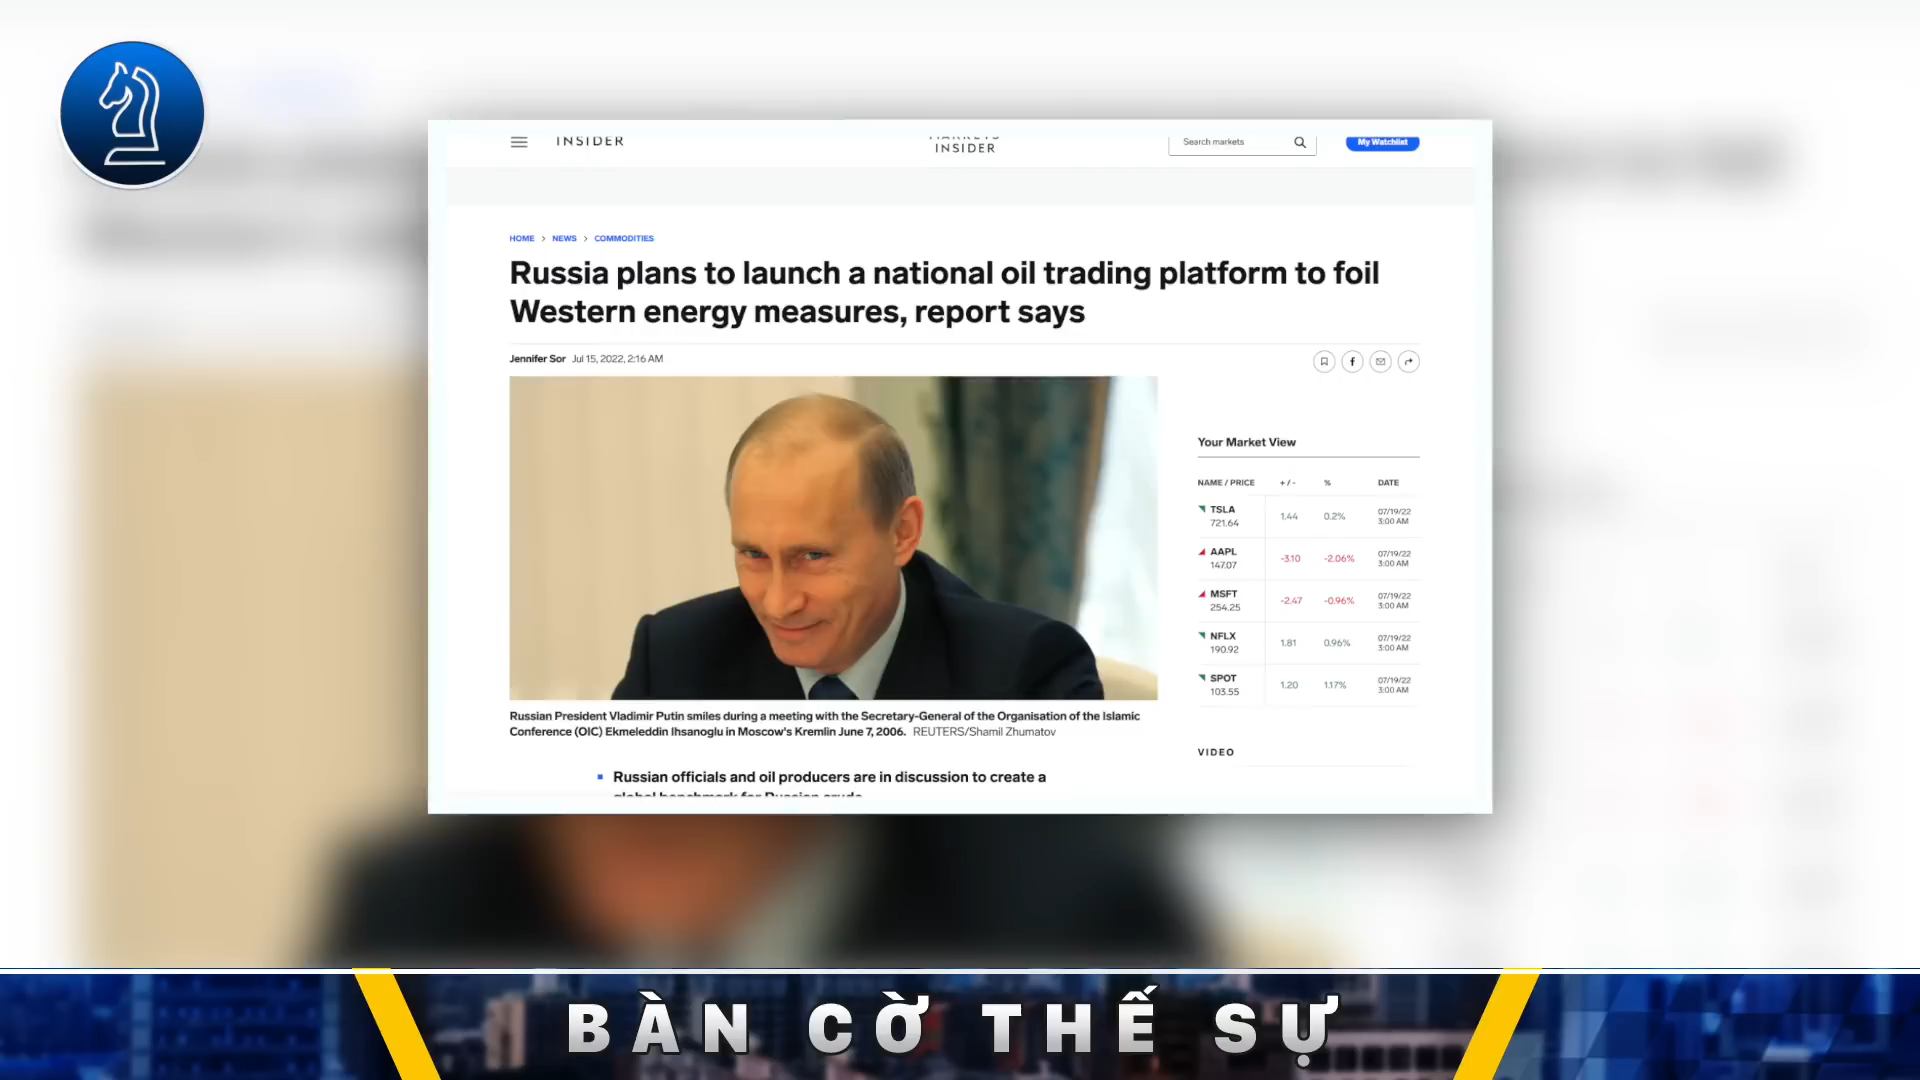 INSIDER
MARKETS
INSIDER
Search markets
My Watchlist
HOME > NEWS > COMMODITIES
Russia plans to launch a national oil trading platform to foil
Western energy measures, report says
Jennifer Sor Jul 15, 2022, 2:16 AM
Russian President Vladimir Putin smiles during a meeting with the Secretary-General of the Organisation of the Islamic
Conference (OIC) Ekmeleddin Ihsanoglu in Moscow's Kremlin June 7, 2006. REUTERS/Shamil Zhumatov
Russian officials and oil producers are in discussion to create a
global benchmark for Russian crude
Your Market View
NAME / PRICE + / - % DATE
TSLA
721.64 1.44 0.2% 07/19/22 3:00 AM
AAPL
147.07 -3.10 -2.06% 07/19/22 3:00 AM
MSFT
254.25 -2.47 -0.96% 07/19/22 3:00 AM
NFLX
190.92 1.81 0.96% 07/19/22 3:00 AM
SPOT
103.55 1.20 1.17% 07/19/22 3:00 AM
VIDEO
BÀN CỜ THẾ SỰ